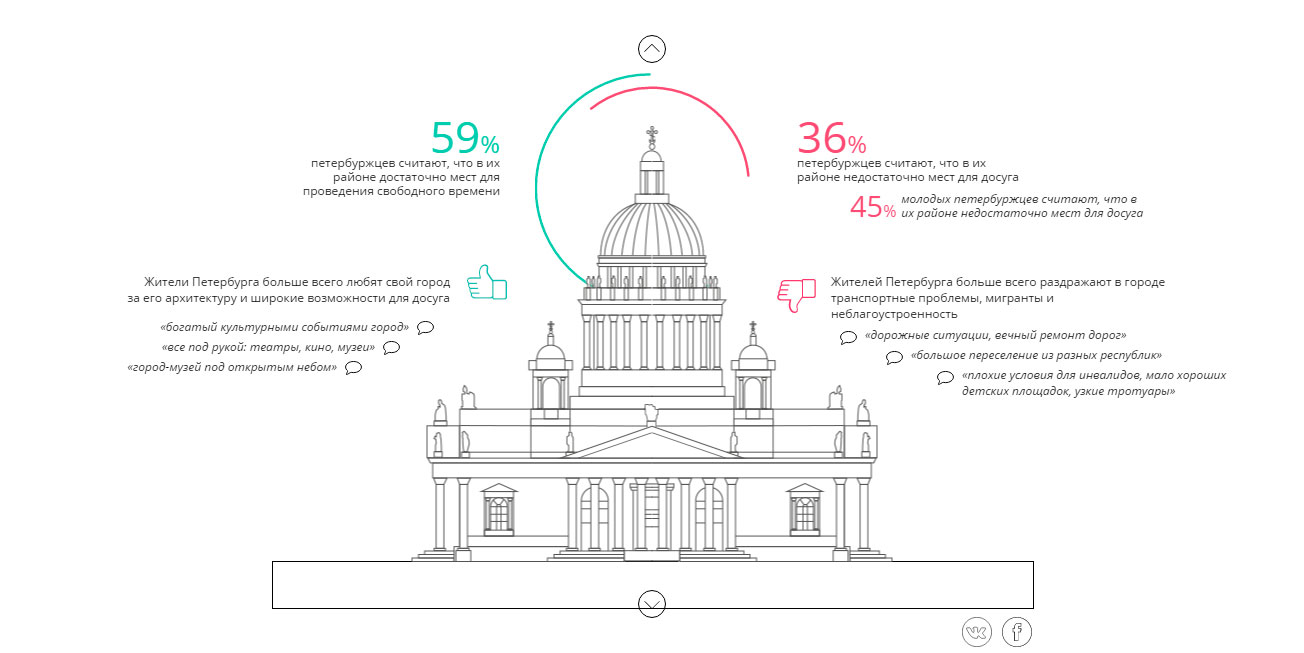 59%
петербуржцев считают, что в их
районе достаточно мест для
проведения свободного времени
36%
петербуржцев считают, что в их
районе недостаточно мест для досуга
45%
молодых петербуржцев считают, что в
их районе недостаточно мест для досуга
Жители Петербурга больше всего любят свой город
за его архитектуру и широкие возможности для досуга
«богатый культурными событиями город»
«все под рукой: театры, кино, музеи»
«город-музей под открытым небом»
Жителей Петербурга больше всего раздражают в городе
транспортные проблемы, мигранты и
неблагоустроенность
«дорожные ситуации, вечный ремонт дорог»
«большое переселение из разных республик»
«плохие условия для инвалидов, мало хороших
детских площадок, узкие тротуары»